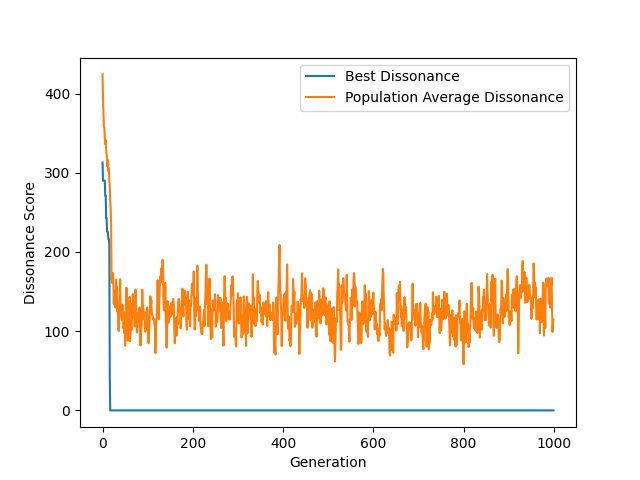 Best Dissonance
Population Average Dissonance
400
300
200
100
0
Dissonance Score
0 200 400 600 800 1000
Generation